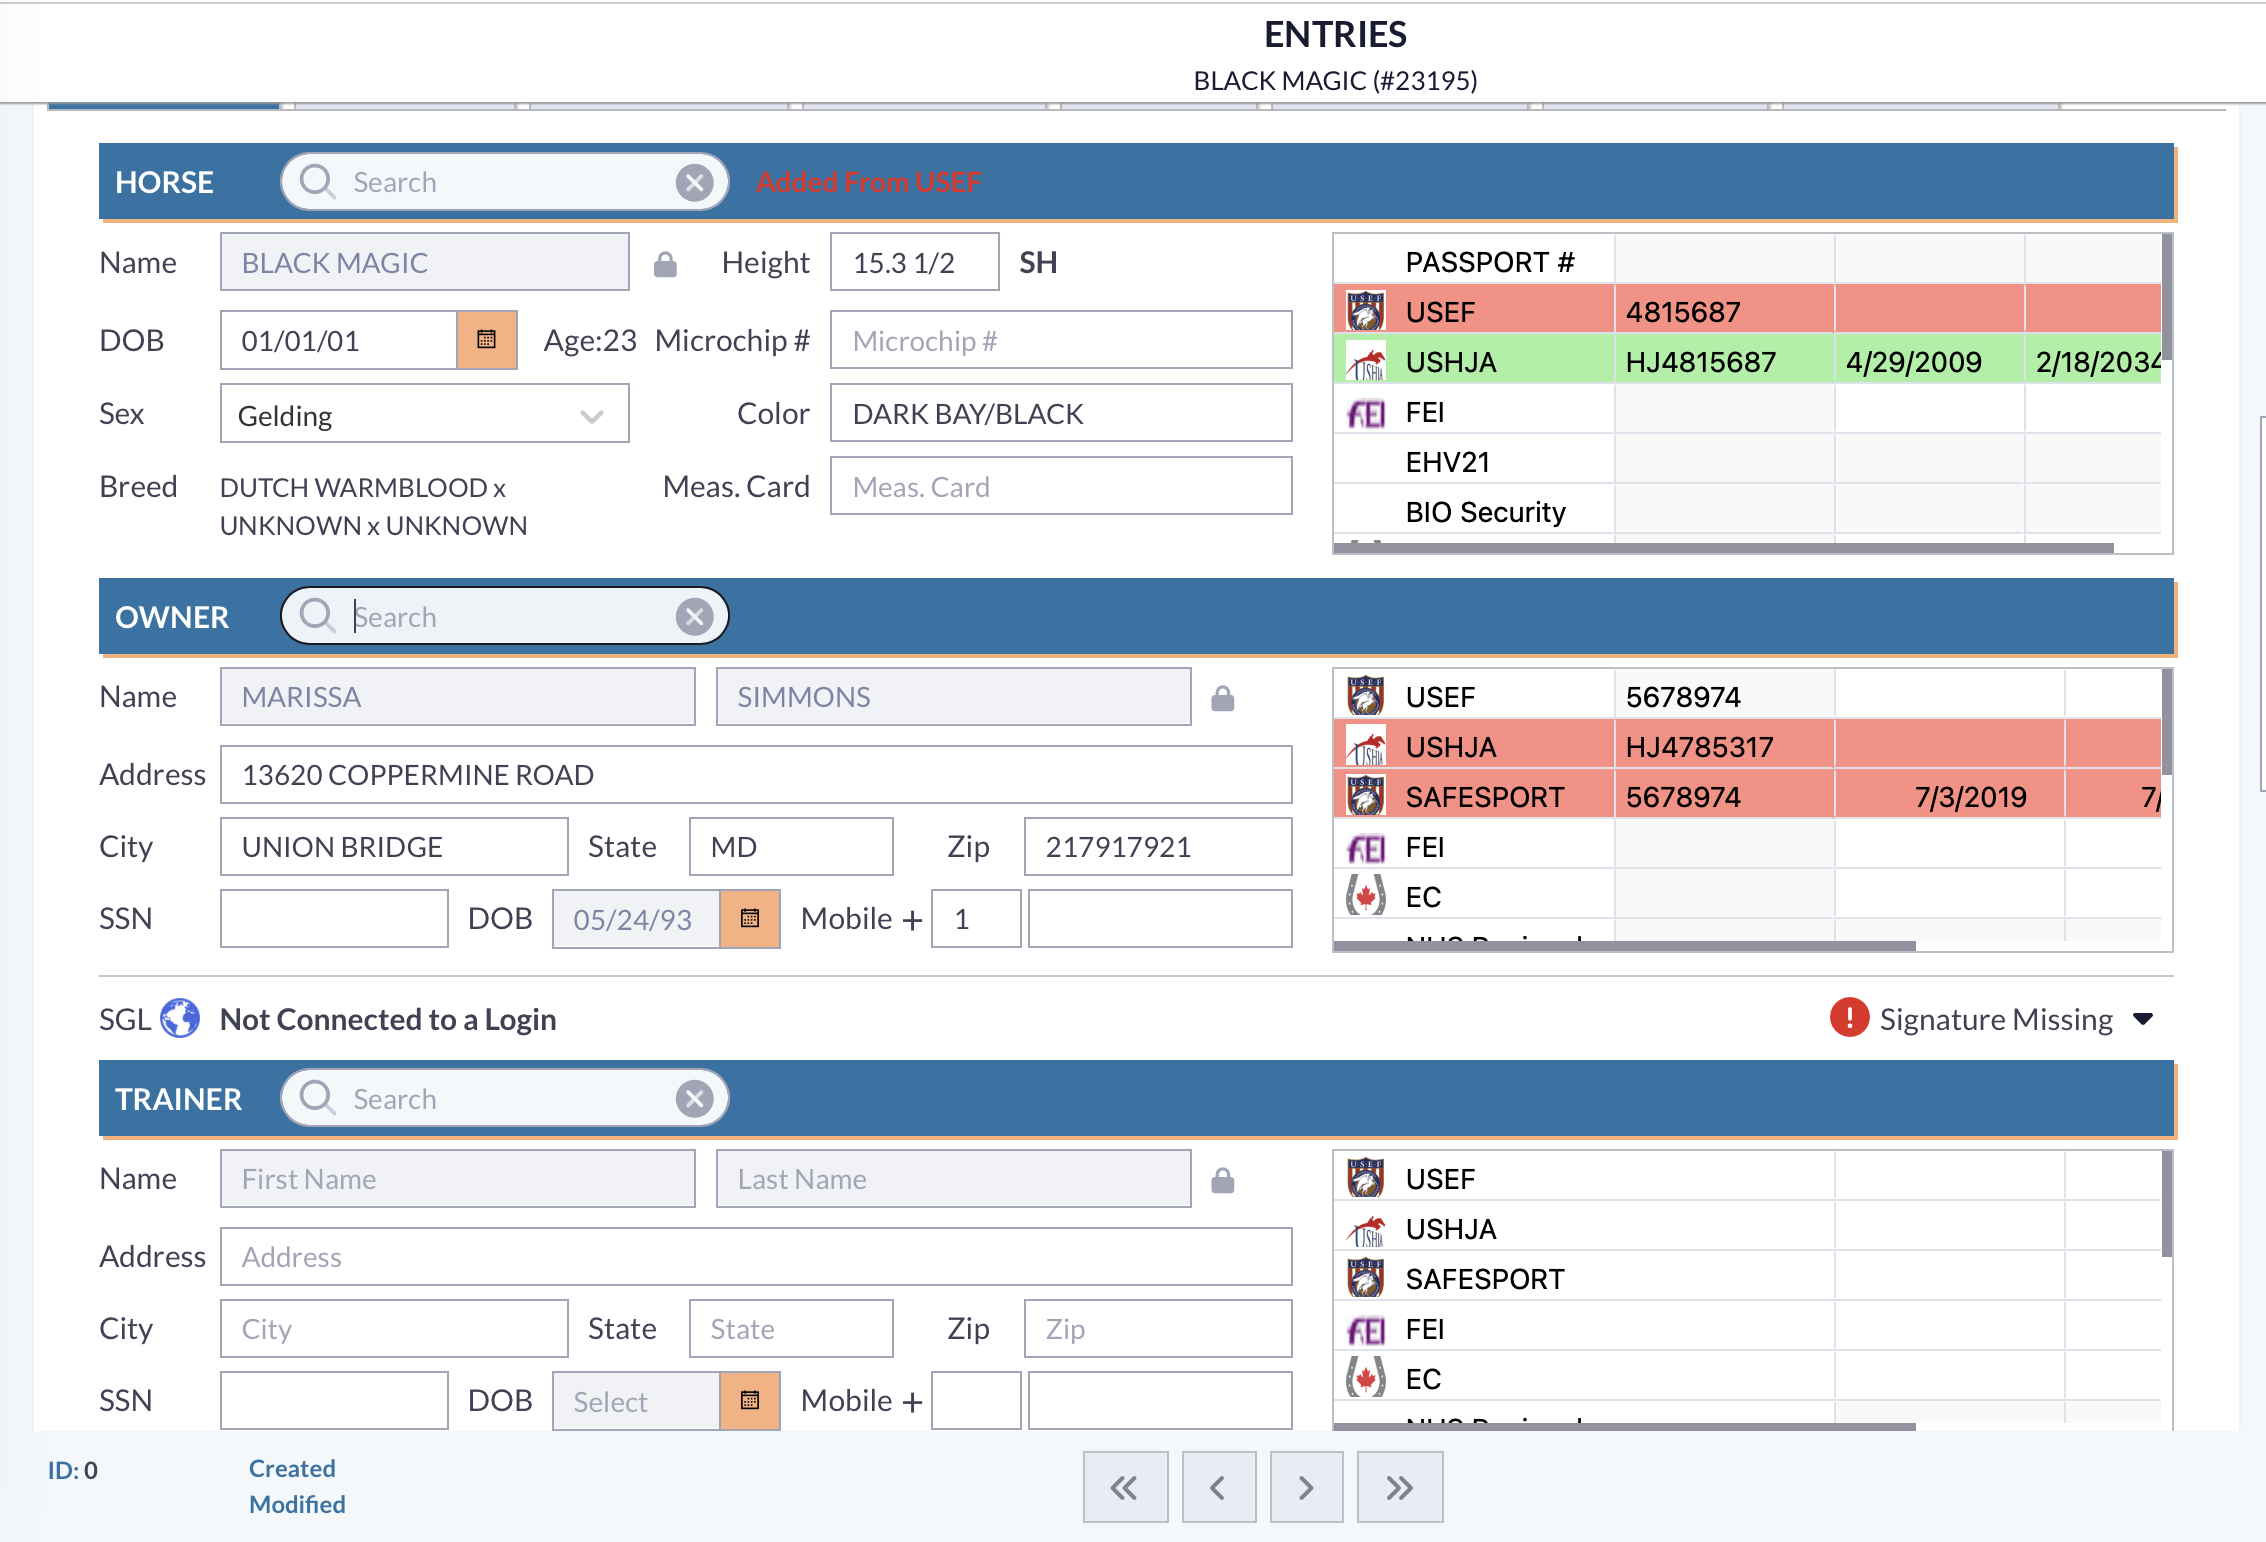 ENTRIES
BLACK MAGIC (#23195)
HORSE Search Added From USEF
Name BLACK MAGIC Height 15.3 1/2 SH
DOB 01/01/01 Age:23 Microchip # Microchip #
Sex Gelding Color DARK BAY/BLACK
Breed DUTCH WARMBLOOD x Meas. Card Meas. Card
UNKNOWN x UNKNOWN
PASSPORT #
USEF 4815687
USHJA HJ4815687 4/29/2009 2/18/2034
FEI
EHV21
BIO Security
OWNER Search
Name MARISSA SIMMONS
Address 13620 COPPERMINE ROAD
City UNION BRIDGE State MD Zip 217917921
SSN DOB 05/24/93 Mobile + 1
USEF 5678974
USHJA HJ4785317
SAFESPORT 5678974 7/3/2019 7/
FEI
EC
SGL Not Connected to a Login Signature Missing
TRAINER Search
Name First Name Last Name
Address Address
City City State State Zip Zip
SSN DOB Select Mobile +
USEF
USHJA
SAFESPORT
FEI
EC
ID: 0 Created
Modified